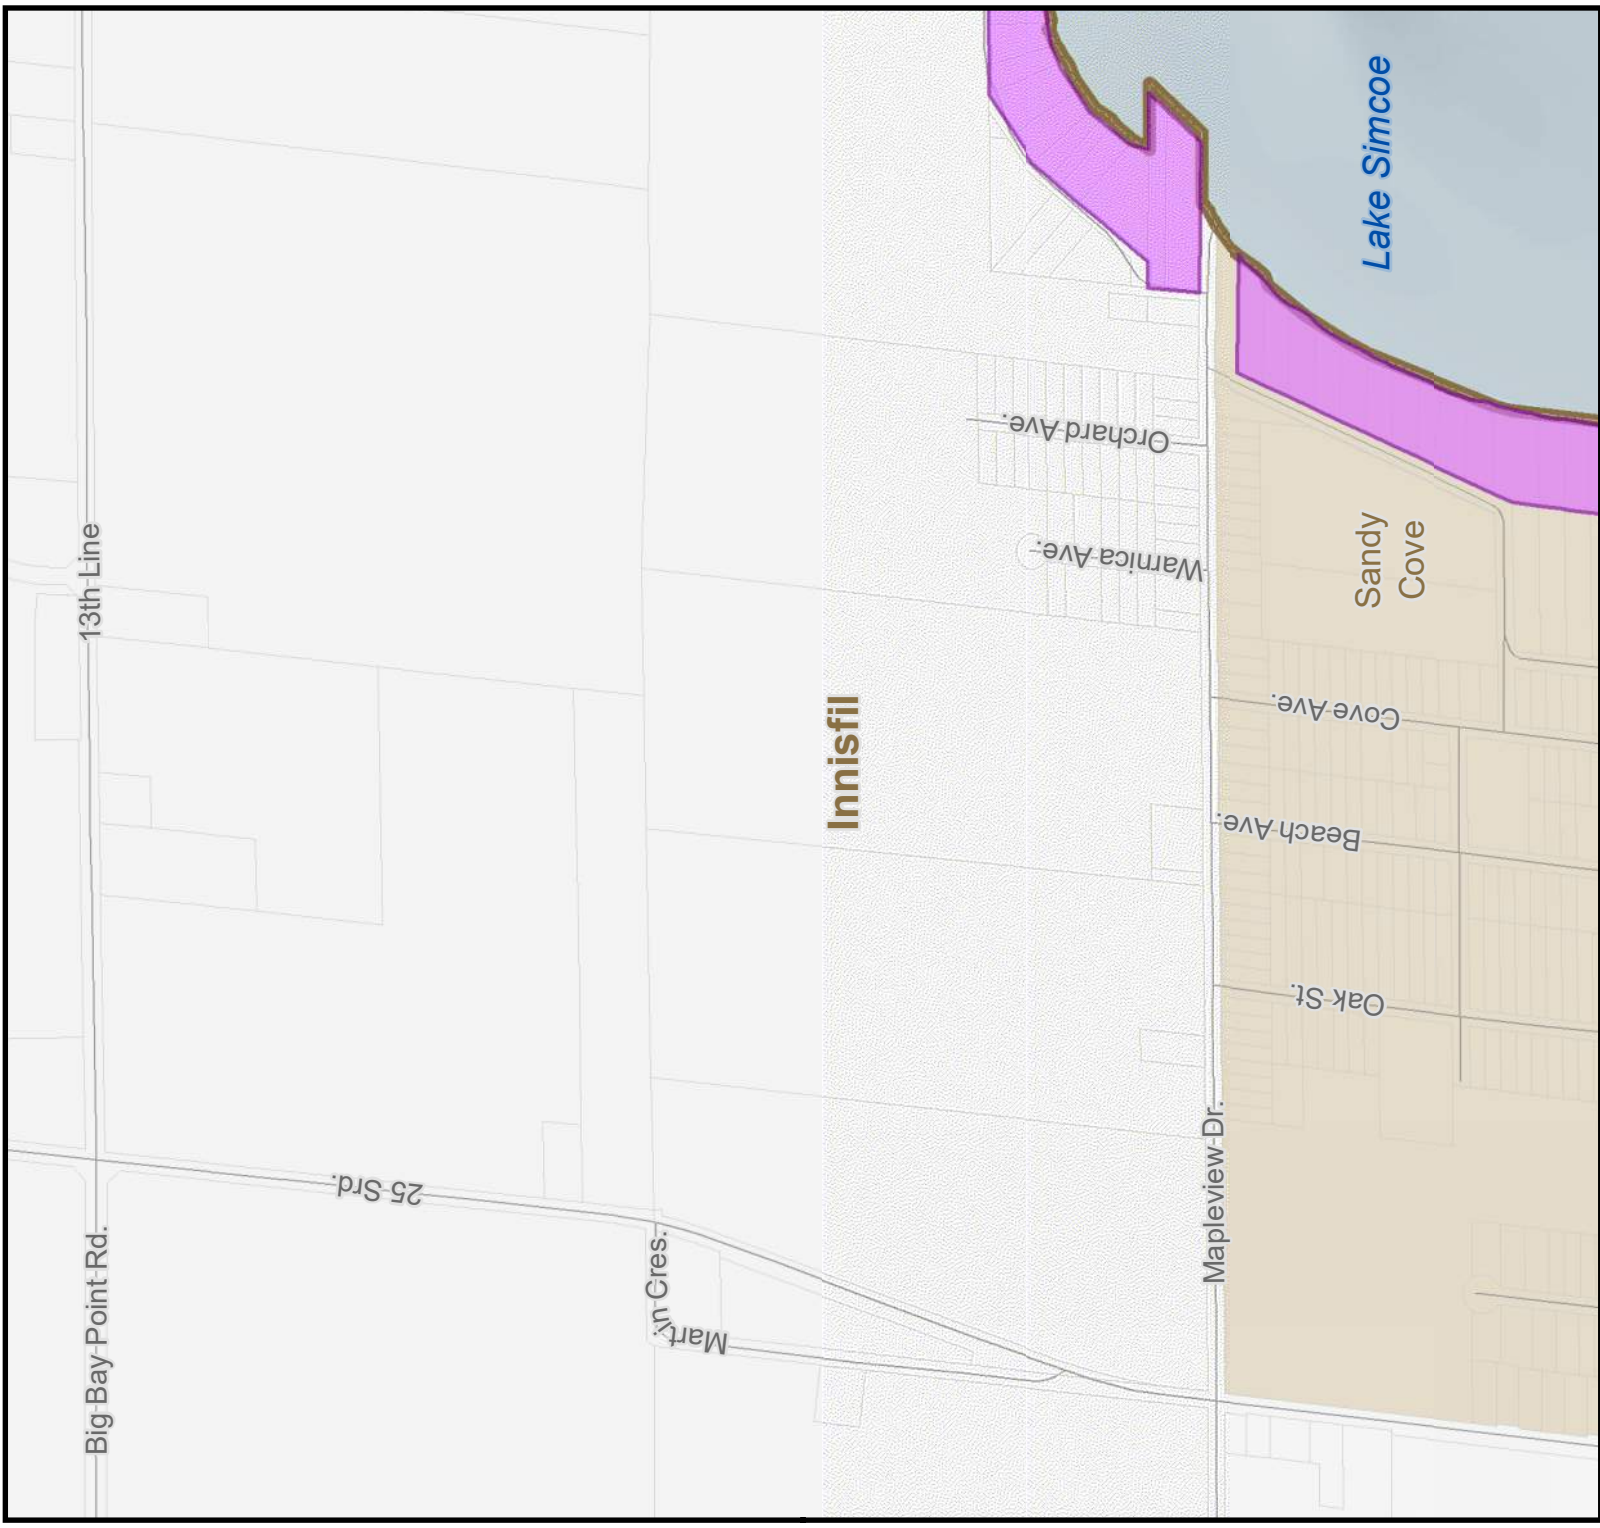 13th Line
Big Bay Point Rd.
25 Srd.
Martyn Cres.
Innisfil
Orchard Ave.
Warnica Ave.
Mapleview Dr.
Lake Simcoe
Sandy
Cove
Cove Ave.
Beach Ave.
Oak St.